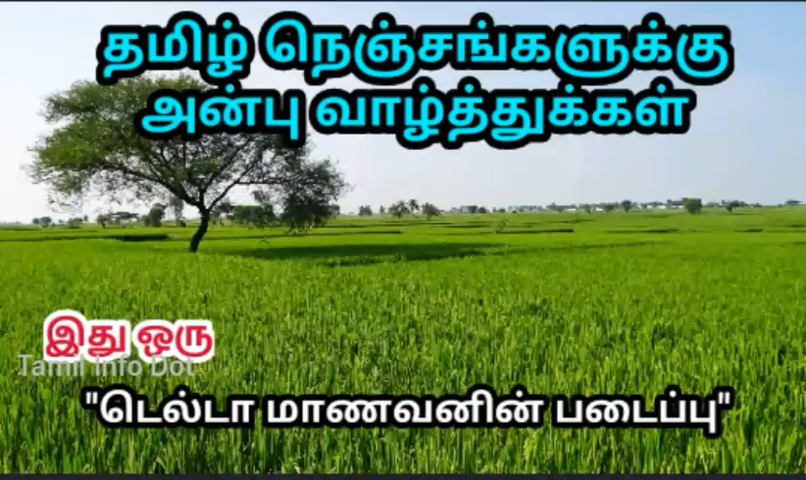 தமிழ் நெஞ்சங்களுக்கு
அன்பு வாழ்த்துக்கள்
இது ஒரு
Tamil Info Dot
"டெல்டா மாணவனின் படைப்பு"